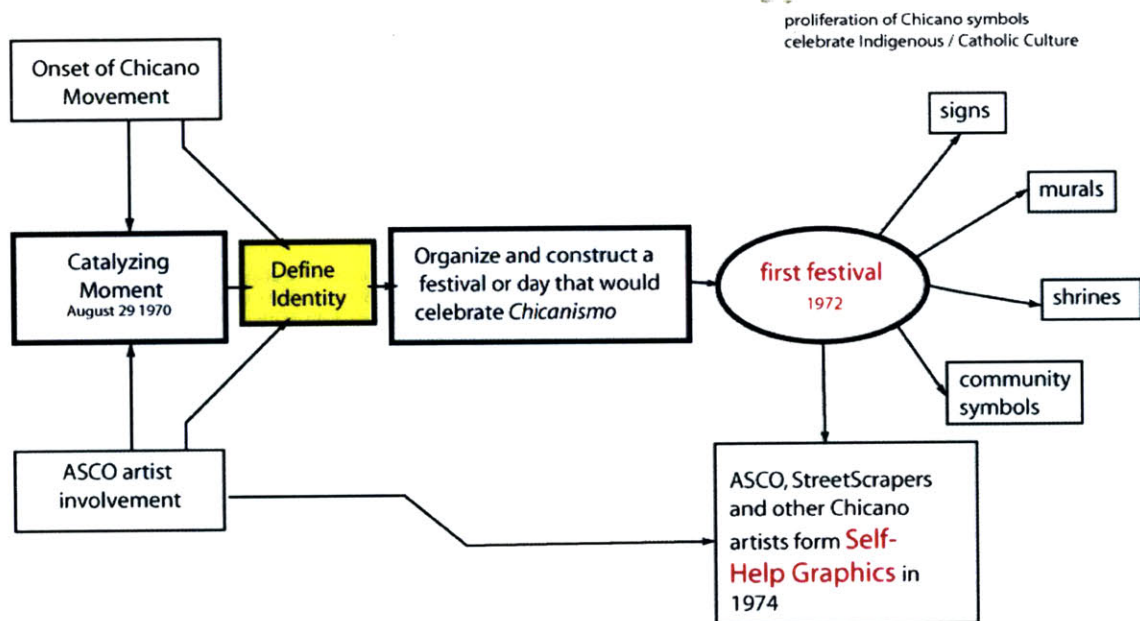 proliferation of Chicano symbols
celebrate Indigenous / Catholic Culture
Onset of Chicano
Movement
signs
murals
Catalyzing
Moment
August 29 1970
Define
Identity
Organize and construct a
festival or day that would
celebrate Chicanismo
first festival
1972
shrines
community
symbols
ASCO artist
involvement
ASCO, StreetScrapers
and other Chicano
artists form Self-
Help Graphics in
1974